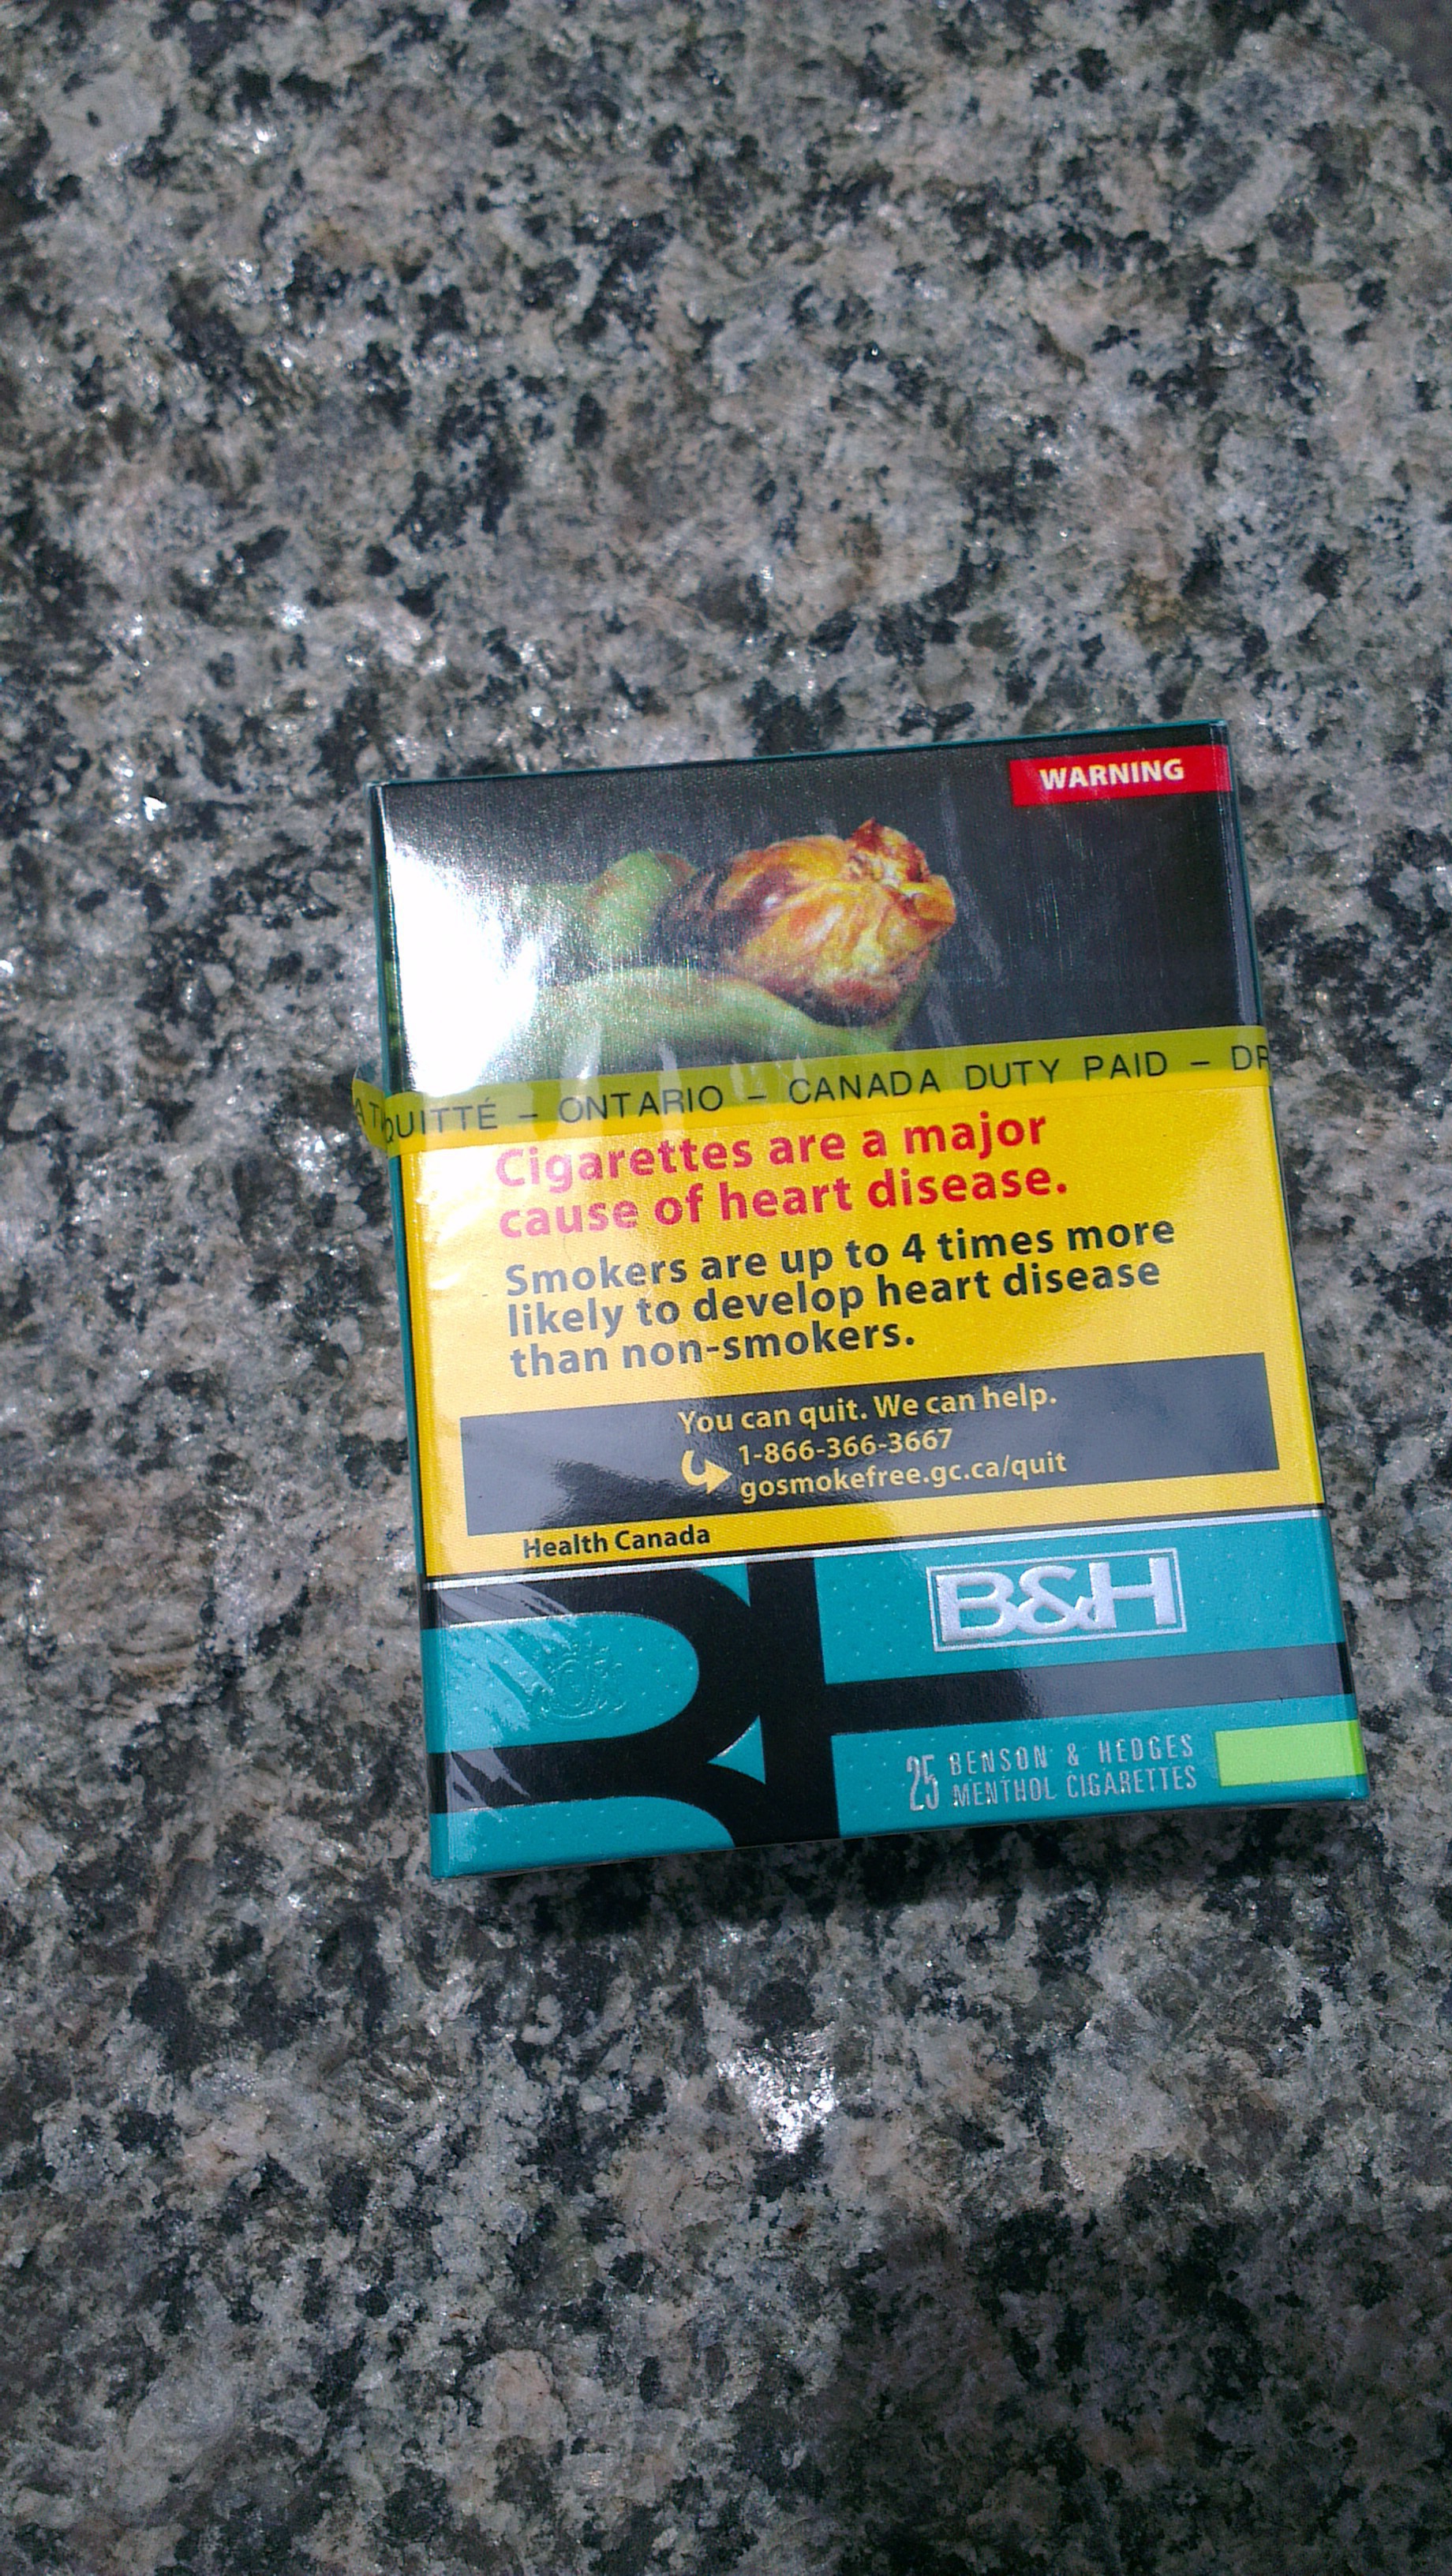 WARNING
QUITTÉ – ONTARIO – CANADA DUTY PAID –
Cigarettes are a major
cause of heart disease.
Smokers are up to 4 times more
likely to develop heart disease
than non-smokers.
You can quit. We can help.
1-866-366-3667
gosmokefree.gc.ca/quit
Health Canada
B&H
25 BENSON & HEDGES
MENTHOL CIGARETTES